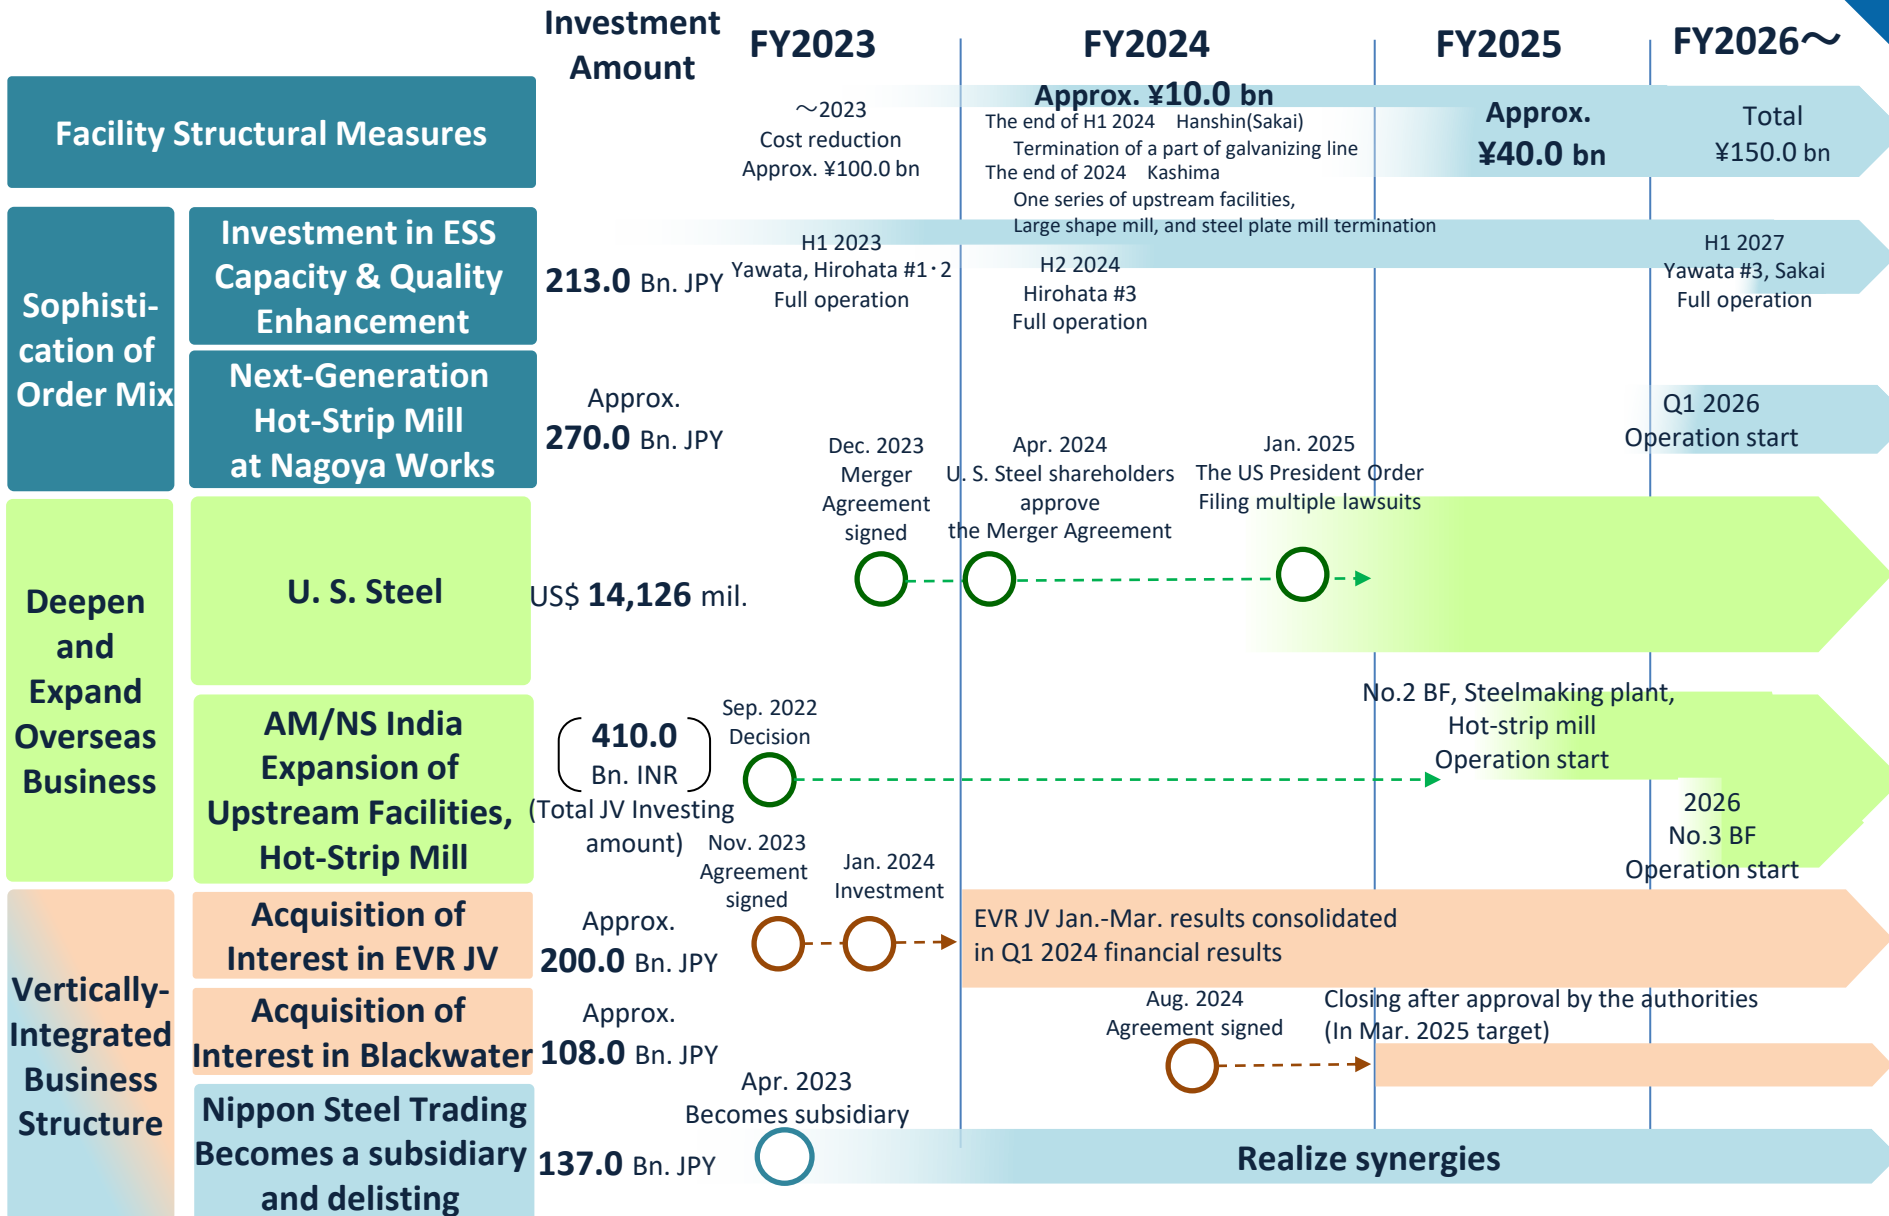 Investment
Amount
FY2023
FY2024
FY2025
FY2026～
Facility Structural Measures
～2023
Cost reduction
Approx. ¥100.0 bn
Approx. ¥10.0 bn
The end of H1 2024 Hanshin(Sakai)
Termination of a part of galvanizing line
The end of 2024 Kashima
One series of upstream facilities,
Large shape mill, and steel plate mill termination
Approx.
¥40.0 bn
Total
¥150.0 bn
Sophisti-
cation of
Order Mix
Investment in ESS
Capacity & Quality
Enhancement
213.0 Bn. JPY
H1 2023
Yawata, Hirohata #1・2
Full operation
H2 2024
Hirohata #3
Full operation
H1 2027
Yawata #3, Sakai
Full operation
Next-Generation
Hot-Strip Mill
at Nagoya Works
Approx.
270.0 Bn. JPY
Q1 2026
Operation start
Deepen
and
Expand
Overseas
Business
U. S. Steel
US$ 14,126 mil.
Dec. 2023
Merger
Agreement
signed
Apr. 2024
U. S. Steel shareholders
approve
the Merger Agreement
Jan. 2025
The US President Order
Filing multiple lawsuits
AM/NS India
Expansion of
Upstream Facilities,
Hot-Strip Mill
410.0
Bn. INR
(Total JV Investing
amount)
Sep. 2022
Decision
No.2 BF, Steelmaking plant,
Hot-strip mill
Operation start
2026
No.3 BF
Operation start
Vertically-
Integrated
Business
Structure
Acquisition of
Interest in EVR JV
Approx.
200.0 Bn. JPY
Nov. 2023
Agreement
signed
Jan. 2024
Investment
EVR JV Jan.-Mar. results consolidated
in Q1 2024 financial results
Acquisition of
Interest in Blackwater
Approx.
108.0 Bn. JPY
Aug. 2024
Agreement signed
Closing after approval by the authorities
(In Mar. 2025 target)
Nippon Steel Trading
Becomes a subsidiary
and delisting
137.0 Bn. JPY
Apr. 2023
Becomes subsidiary
Realize synergies